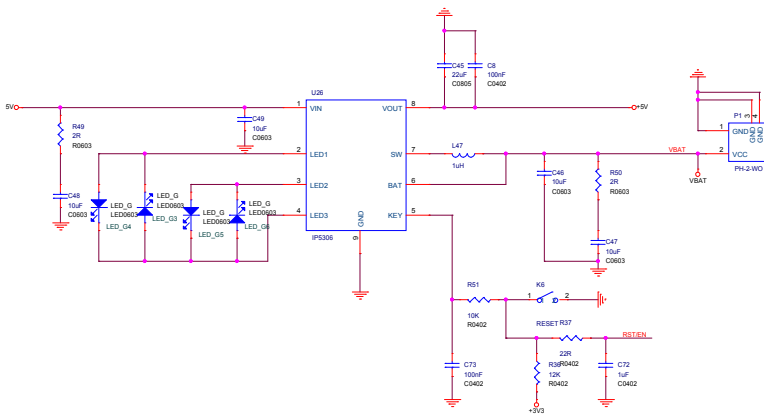 C45
22uF
C0805
C8
100nF
C0402
U26
5V
1
VIN
VOUT
8
+5V
R49
2R
R0603
C49
10uF
C0603
P1
3
4
GND
GND
1
GND
2
VCC
PH-2-WO
VBAT
VBAT
2
LED1
SW
7
L47
1uH
3
LED2
BAT
6
4
LED3
KEY
5
GND
9
IP5306
C46
10uF
C0603
R50
2R
R0603
C47
10uF
C0603
C48
10uF
C0603
LED_G
LED0603
LED_G4
LED_G
LED0603
LED_G3
LED_G
LED0603
LED_G5
LED_G
LED0603
LED_G6
R51
10K
R0402
K6
1
2
RESET
R37
22R
R0402
RST/EN
C73
100nF
C0402
R36
12K
R0402
+3V3
C72
1uF
C0402